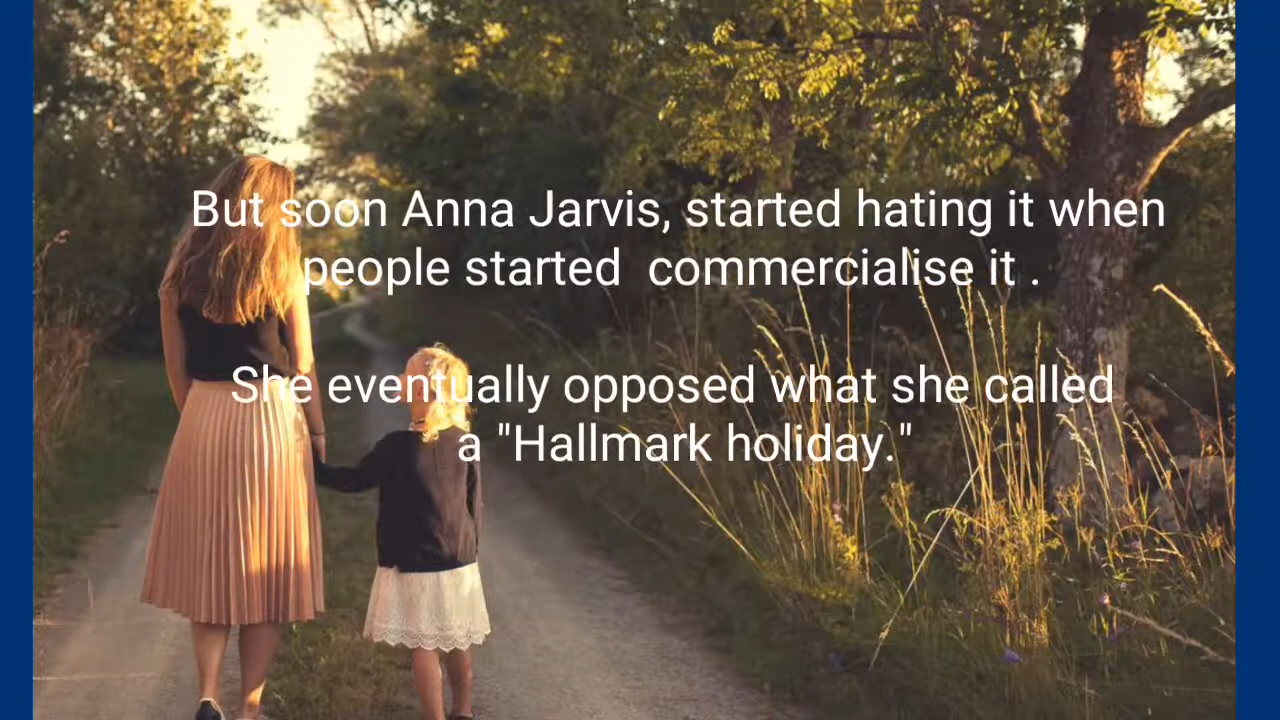 But soon Anna Jarvis, started hating it when
people started  commercialise it .
She eventually opposed what she called
a "Hallmark holiday."